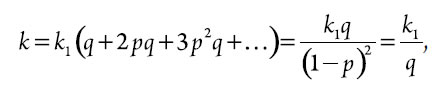 k = k₁(q + 2pq + 3p²q + …) = k₁q / (1 − p)² = k₁ / q,